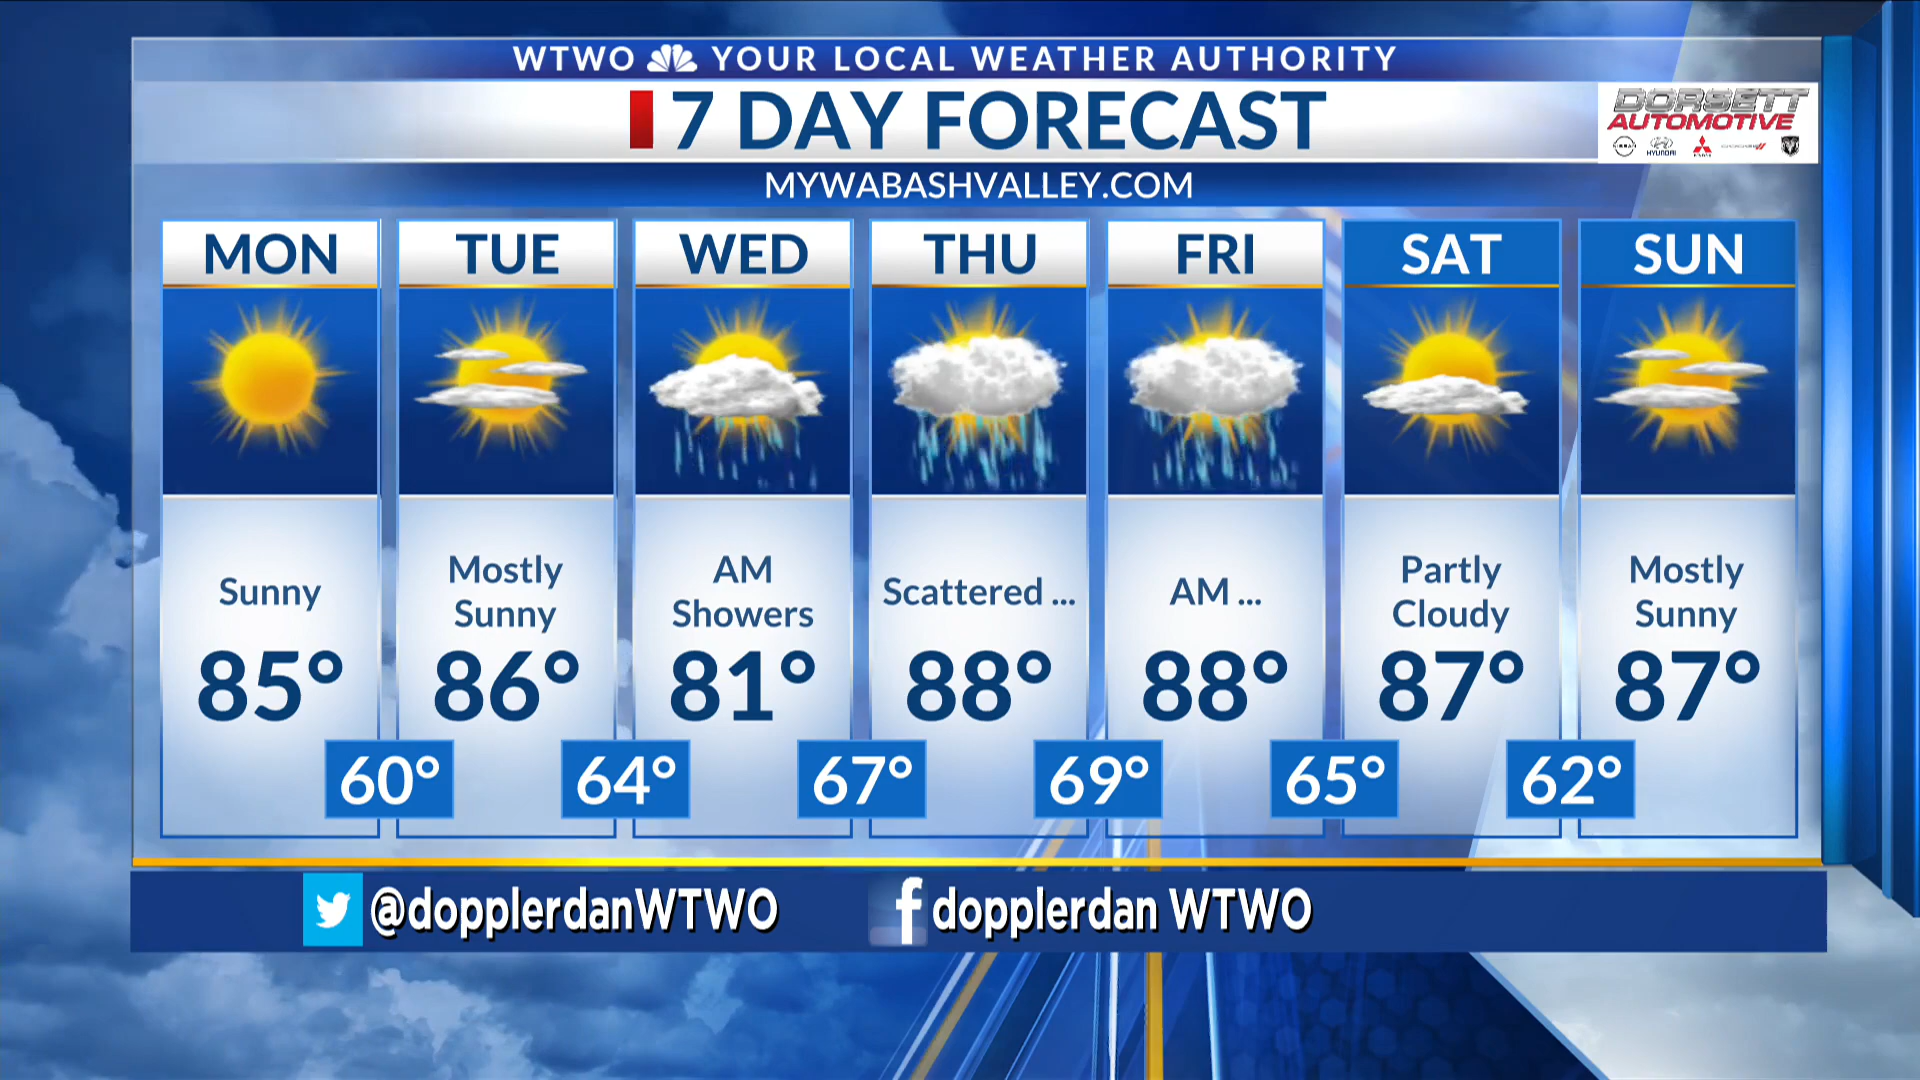 WTWO YOUR LOCAL WEATHER AUTHORITY
7 DAY FORECAST
DORSETT
AUTOMOTIVE
HYUNDAI
MYWABASHVALLEY.COM
MON TUE WED THU FRI SAT SUN
Sunny
Mostly
Sunny
AM
Showers
Scattered ...
AM ...
Partly
Cloudy
Mostly
Sunny
85° 86° 81° 88° 88° 87° 87°
60° 64° 67° 69° 65° 62°
@dopplerdanWTWO
dopplerdan WTWO